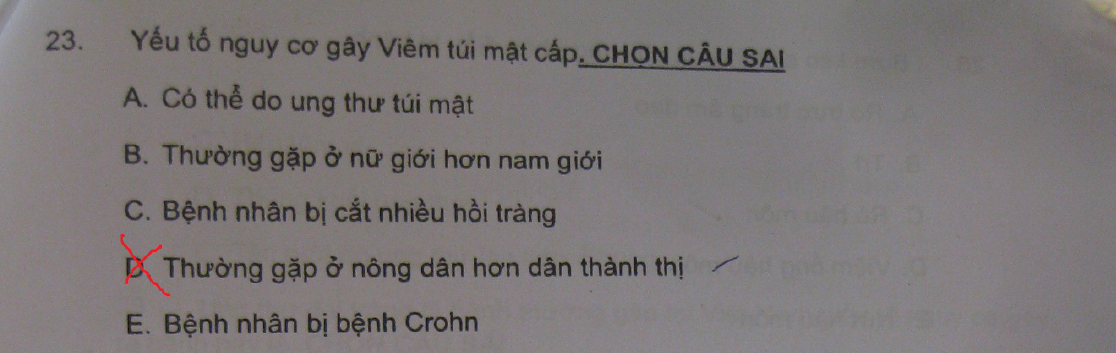 23. Yếu tố nguy cơ gây Viêm túi mật cấp. CHỌN CÂU SAI
A. Có thể do ung thư túi mật
B. Thường gặp ở nữ giới hơn nam giới
C. Bệnh nhân bị cắt nhiều hồi tràng
D. Thường gặp ở nông dân hơn dân thành thị
E. Bệnh nhân bị bệnh Crohn